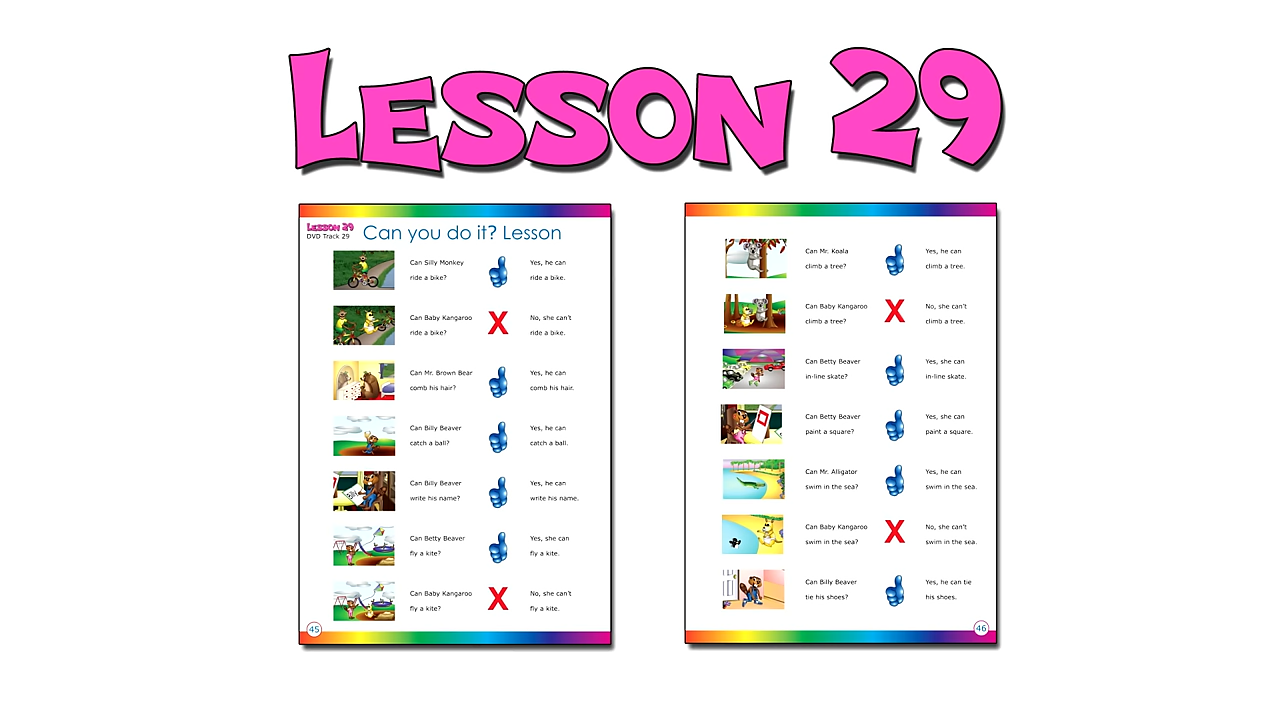 LESSON 29
LESSON 29
DVD Track 29
Can you do it? Lesson
Can Silly Monkey
ride a bike?
Yes, he can
ride a bike.
Can Baby Kangaroo
ride a bike?
X
No, she can't
ride a bike.
Can Mr. Brown Bear
comb his hair?
Yes, he can
comb his hair.
Can Billy Beaver
catch a ball?
Yes, he can
catch a ball.
Can Billy Beaver
write his name?
Yes, he can
write his name.
Can Betty Beaver
fly a kite?
Yes, she can
fly a kite.
Can Baby Kangaroo
fly a kite?
X
No, she can't
fly a kite.
45
Can Mr. Koala
climb a tree?
Yes, he can
climb a tree.
Can Baby Kangaroo
climb a tree?
X
No, she can't
climb a tree.
Can Betty Beaver
in-line skate?
Yes, she can
in-line skate.
Can Betty Beaver
paint a square?
Yes, she can
paint a square.
Can Mr. Alligator
swim in the sea?
Yes, he can
swim in the sea.
Can Baby Kangaroo
swim in the sea?
X
No, she can't
swim in the sea.
Can Billy Beaver
tie his shoes?
Yes, he can tie
his shoes.
46